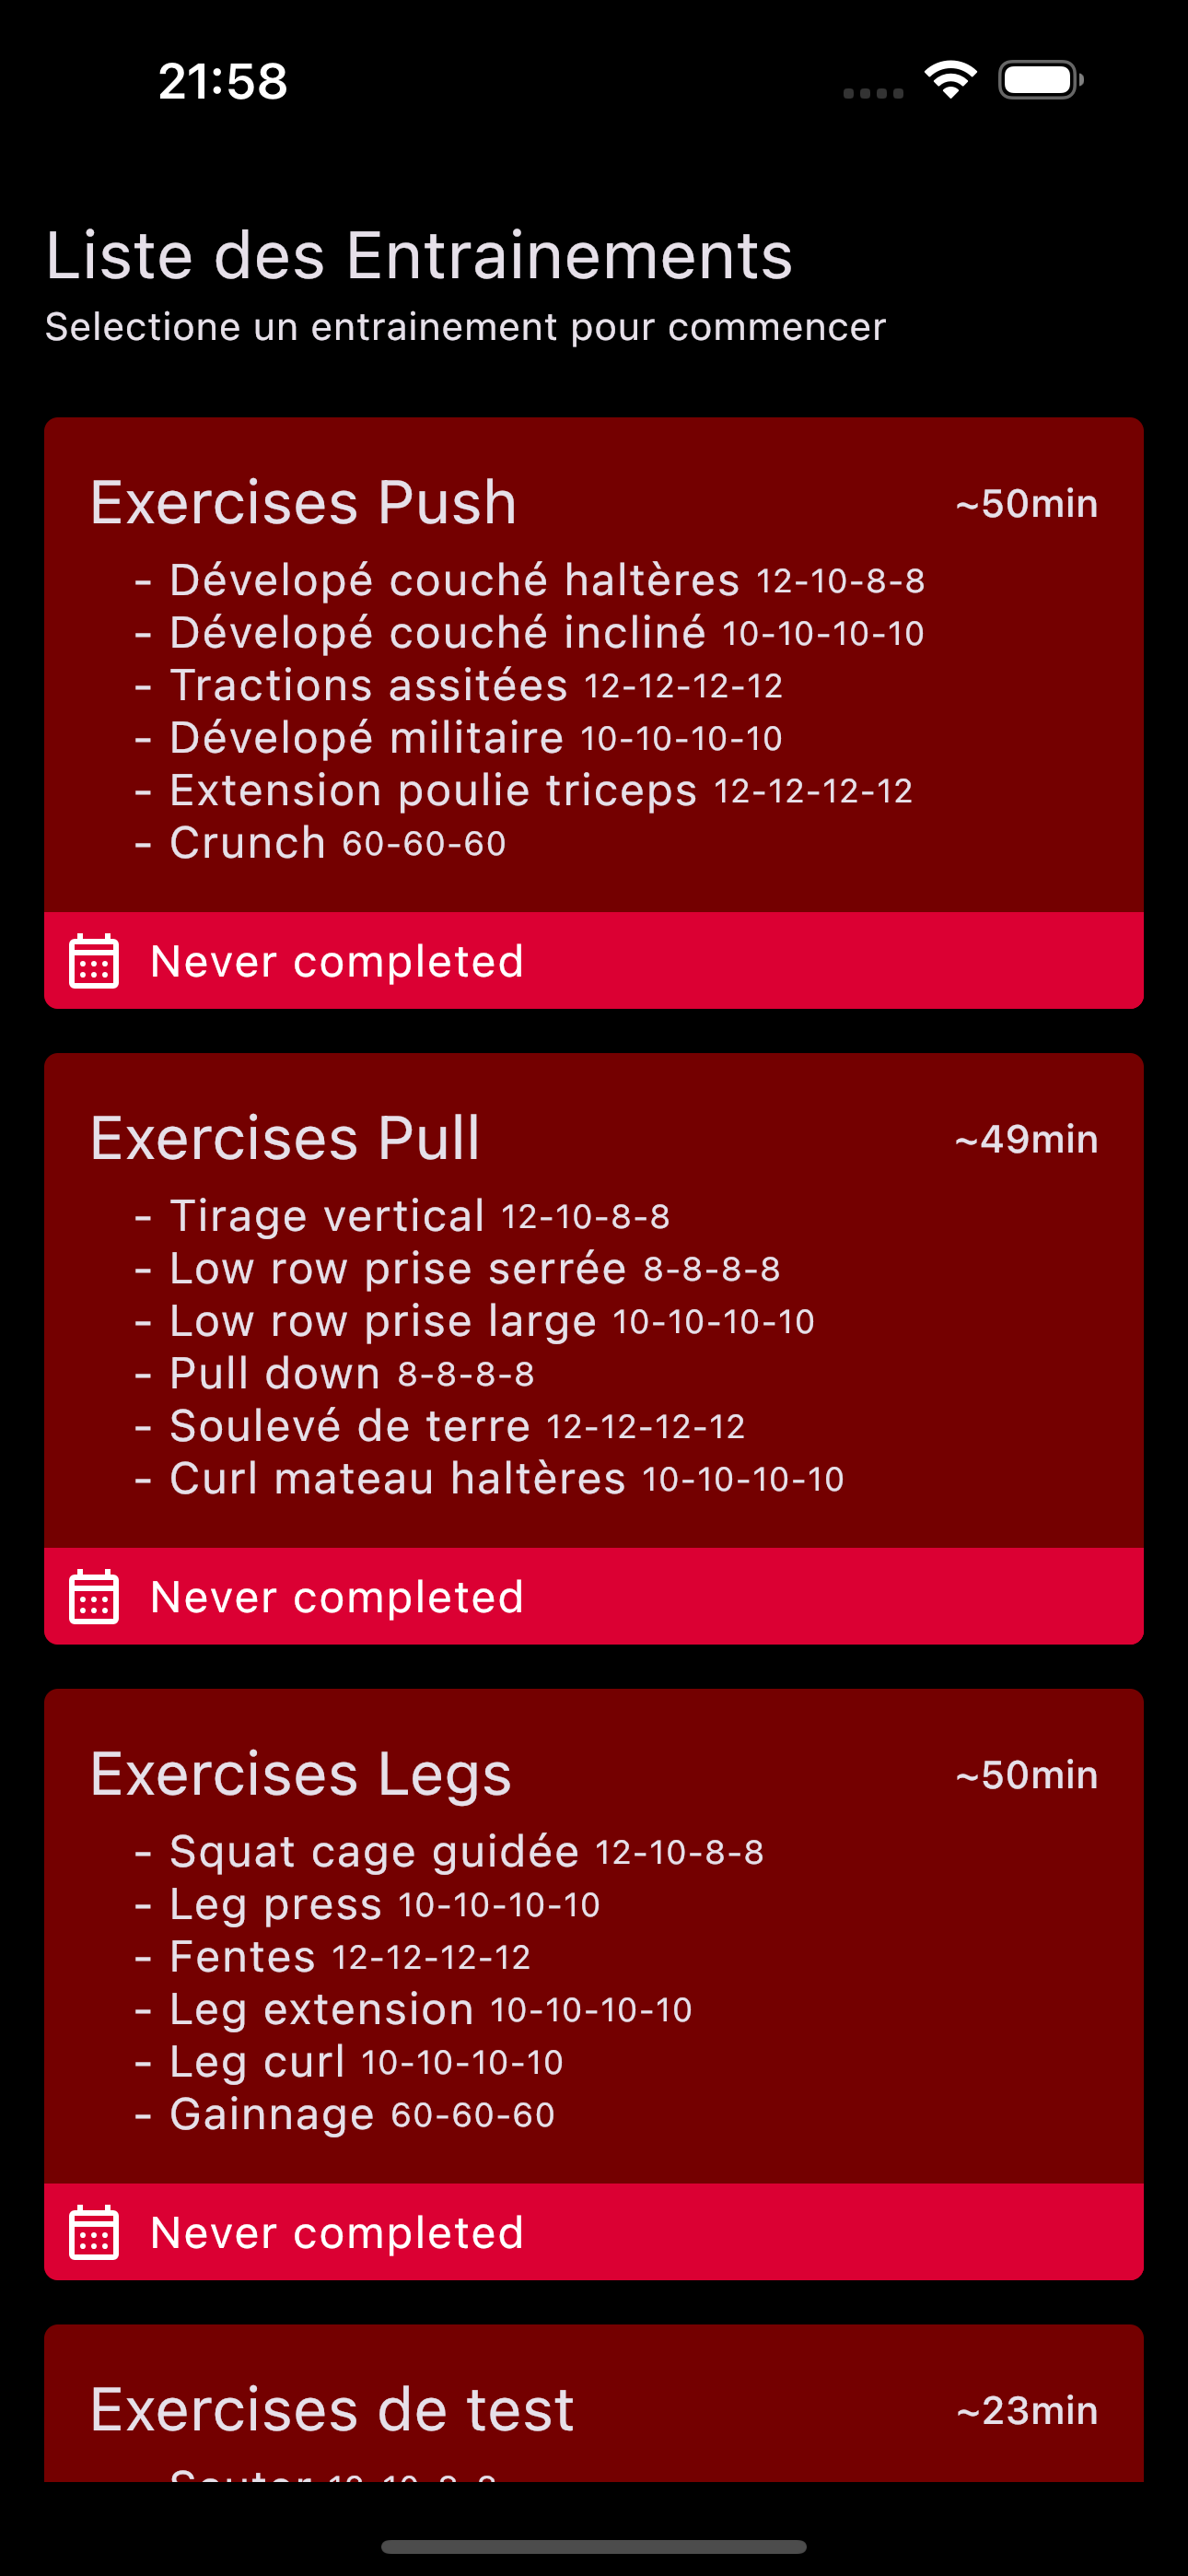 21:58
Liste des Entrainements
Selectione un entrainement pour commencer
Exercises Push ~50min
- Dévelopé couché haltères 12-10-8-8
- Dévelopé couché incliné 10-10-10-10
- Tractions assitées 12-12-12-12
- Dévelopé militaire 10-10-10-10
- Extension poulie triceps 12-12-12-12
- Crunch 60-60-60
Never completed
Exercises Pull ~49min
- Tirage vertical 12-10-8-8
- Low row prise serrée 8-8-8-8
- Low row prise large 10-10-10-10
- Pull down 8-8-8-8
- Soulevé de terre 12-12-12-12
- Curl mateau haltères 10-10-10-10
Never completed
Exercises Legs ~50min
- Squat cage guidée 12-10-8-8
- Leg press 10-10-10-10
- Fentes 12-12-12-12
- Leg extension 10-10-10-10
- Leg curl 10-10-10-10
- Gainnage 60-60-60
Never completed
Exercises de test ~23min